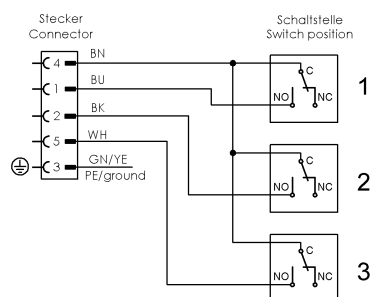 Stecker
Connector
Schaltstelle
Switch position
4 BN
1 BU
2 BK
5 WH
3 GN/YE
PE/ground
C
NO NC
1
C
NO NC
2
C
NO NC
3